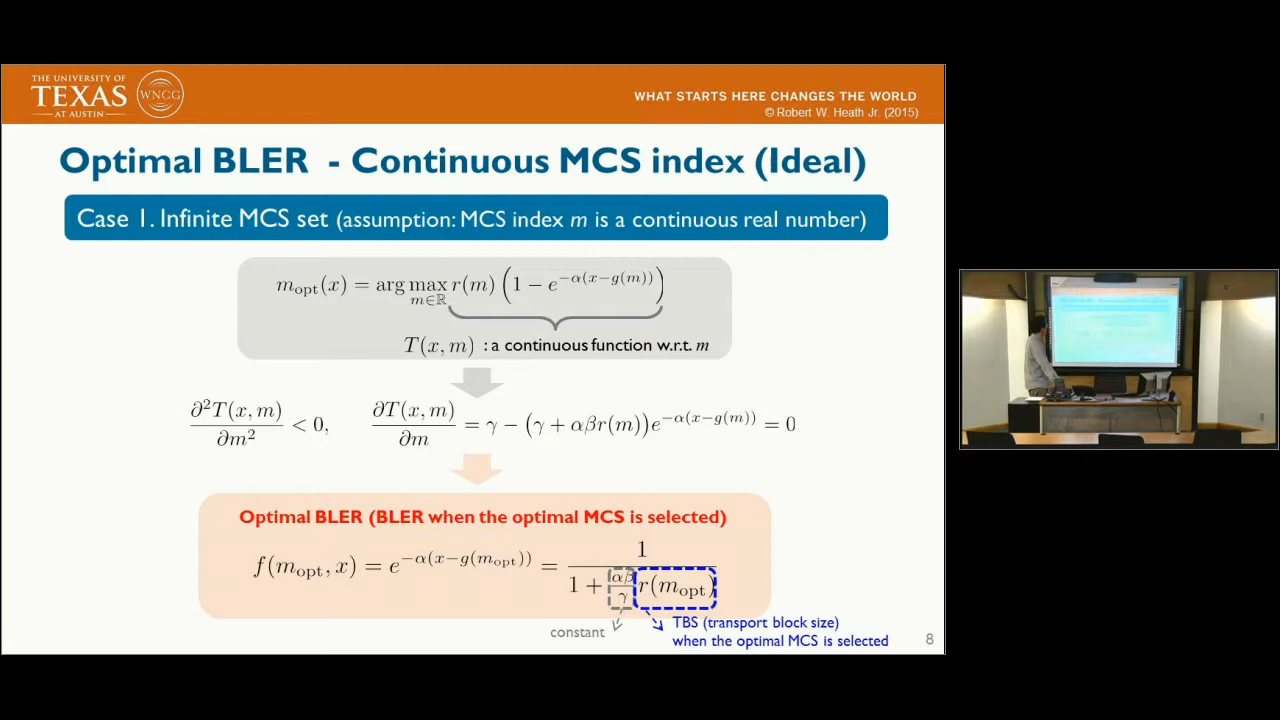 THE UNIVERSITY OF
TEXAS
AT AUSTIN
WNCG
WHAT STARTS HERE CHANGES THE WORLD
© Robert W. Heath Jr. (2015)
Optimal BLER - Continuous MCS index (Ideal)
Case 1. Infinite MCS set (assumption: MCS index m is a continuous real number)
m_opt(x) = arg max_{m∈ℝ} r(m) (1 − e^{−α(x−g(m))})
T(x, m) : a continuous function w.r.t. m
∂²T(x, m)/∂m² < 0, ∂T(x, m)/∂m = γ − (γ + αβr(m))e^{−α(x−g(m))} = 0
Optimal BLER (BLER when the optimal MCS is selected)
f(m_opt, x) = e^{−α(x−g(m_opt))} = 1/(1 + (αβ/γ) r(m_opt))
constant
TBS (transport block size)
when the optimal MCS is selected
8